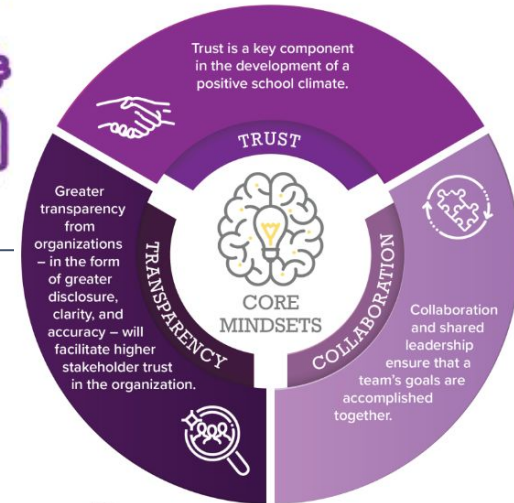 Trust is a key component
in the development of a
positive school climate.
TRUST
Greater
transparency
from
organizations
– in the form
of greater
disclosure,
clarity, and
accuracy – will
facilitate higher
stakeholder trust
in the organization.
TRANSPARENCY
CORE
MINDSETS
COLLABORATION
Collaboration
and shared
leadership
ensure that a
team's goals are
accomplished
together.